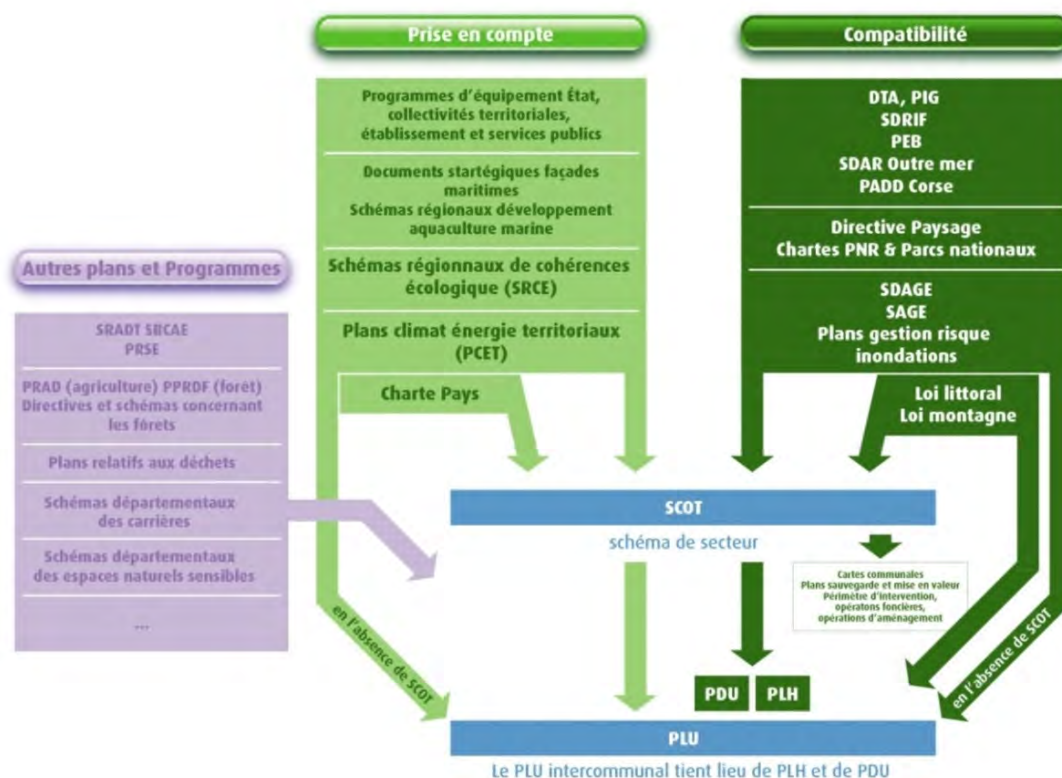 Prise en compte
Programmes d'équipement État,
collectivités territoriales,
établissement et services publics
Documents startégiques façades
maritimes
Schémas régionaux développement
aquaculture marine
Schémas régionnaux de cohérences
écologique (SRCE)
Plans climat énergie territoriaux
(PCET)
Charte Pays
Compatibilité
DTA, PIG
SDRIF
PEB
SDAR Outre mer
PADD Corse
Directive Paysage
Chartes PNR & Parcs nationaux
SDAGE
SAGE
Plans gestion risque
inondations
Loi littoral
Loi montagne
Autres plans et Programmes
SRADT SRCAE
PRSE
PRAD (agriculture) PPRDF (forêt)
Directives et schémas concernant
les fôrets
Plans relatifs aux déchets
Schémas départementaux
des carrières
Schémas départementaux
des espaces naturels sensibles
...
SCOT
schéma de secteur
Cartes communales
Plans sauvegarde et mise en valeur
Périmètre d'intervention,
opératons foncières,
opérations d'aménagement
en l'absence de SCOT
en l'absence de SCOT
PDU
PLH
PLU
Le PLU intercommunal tient lieu de PLH et de PDU